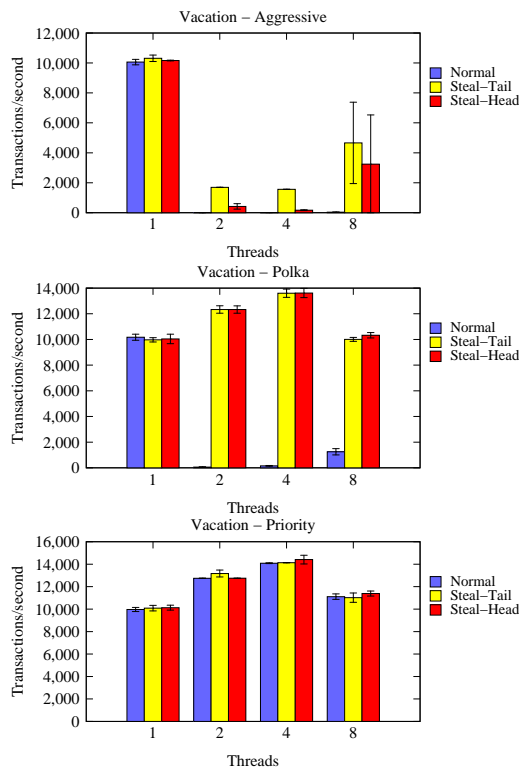 Vacation – Aggressive
12,000
10,000
8,000
6,000
4,000
2,000
0
Transactions/second
1 2 4 8
Threads
Normal
Steal–Tail
Steal–Head
Vacation – Polka
14,000
12,000
10,000
8,000
6,000
4,000
2,000
0
Transactions/second
1 2 4 8
Threads
Normal
Steal–Tail
Steal–Head
Vacation – Priority
16,000
14,000
12,000
10,000
8,000
6,000
4,000
2,000
0
Transactions/second
1 2 4 8
Threads
Normal
Steal–Tail
Steal–Head